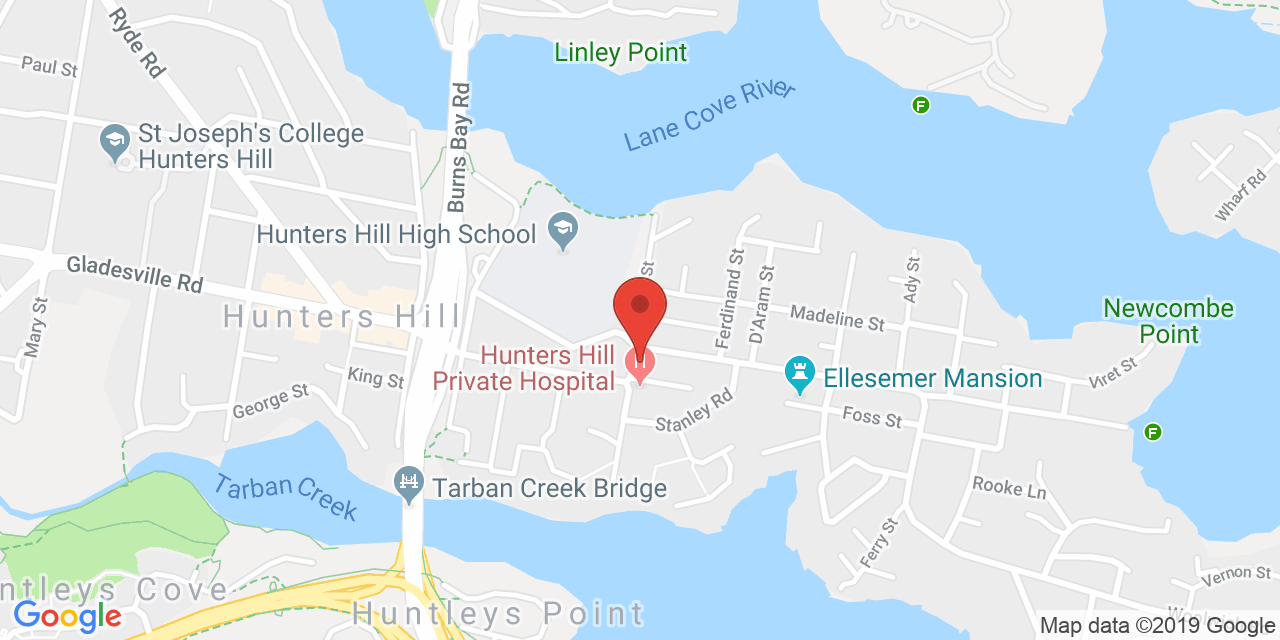 Ryde Rd
Paul St
Linley Point
Burns Bay Rd
Lane Cove River
F
St Joseph's College
Hunters Hill
Wharf Rd
Hunters Hill High School
Gladesville Rd
St
Ferdinand St
D'Aram St
Ady St
Mary St
Hunters Hill
Madeline St
Newcombe
Point
Hunters Hill
Private Hospital
H
King St
George St
Ellesemer Mansion
Viret St
Stanley Rd
Foss St
F
Tarban Creek
Tarban Creek Bridge
Rooke Ln
Ferry St
Vernon St
ntleys Cove
Huntleys Point
Google
Map data ©2019 Google